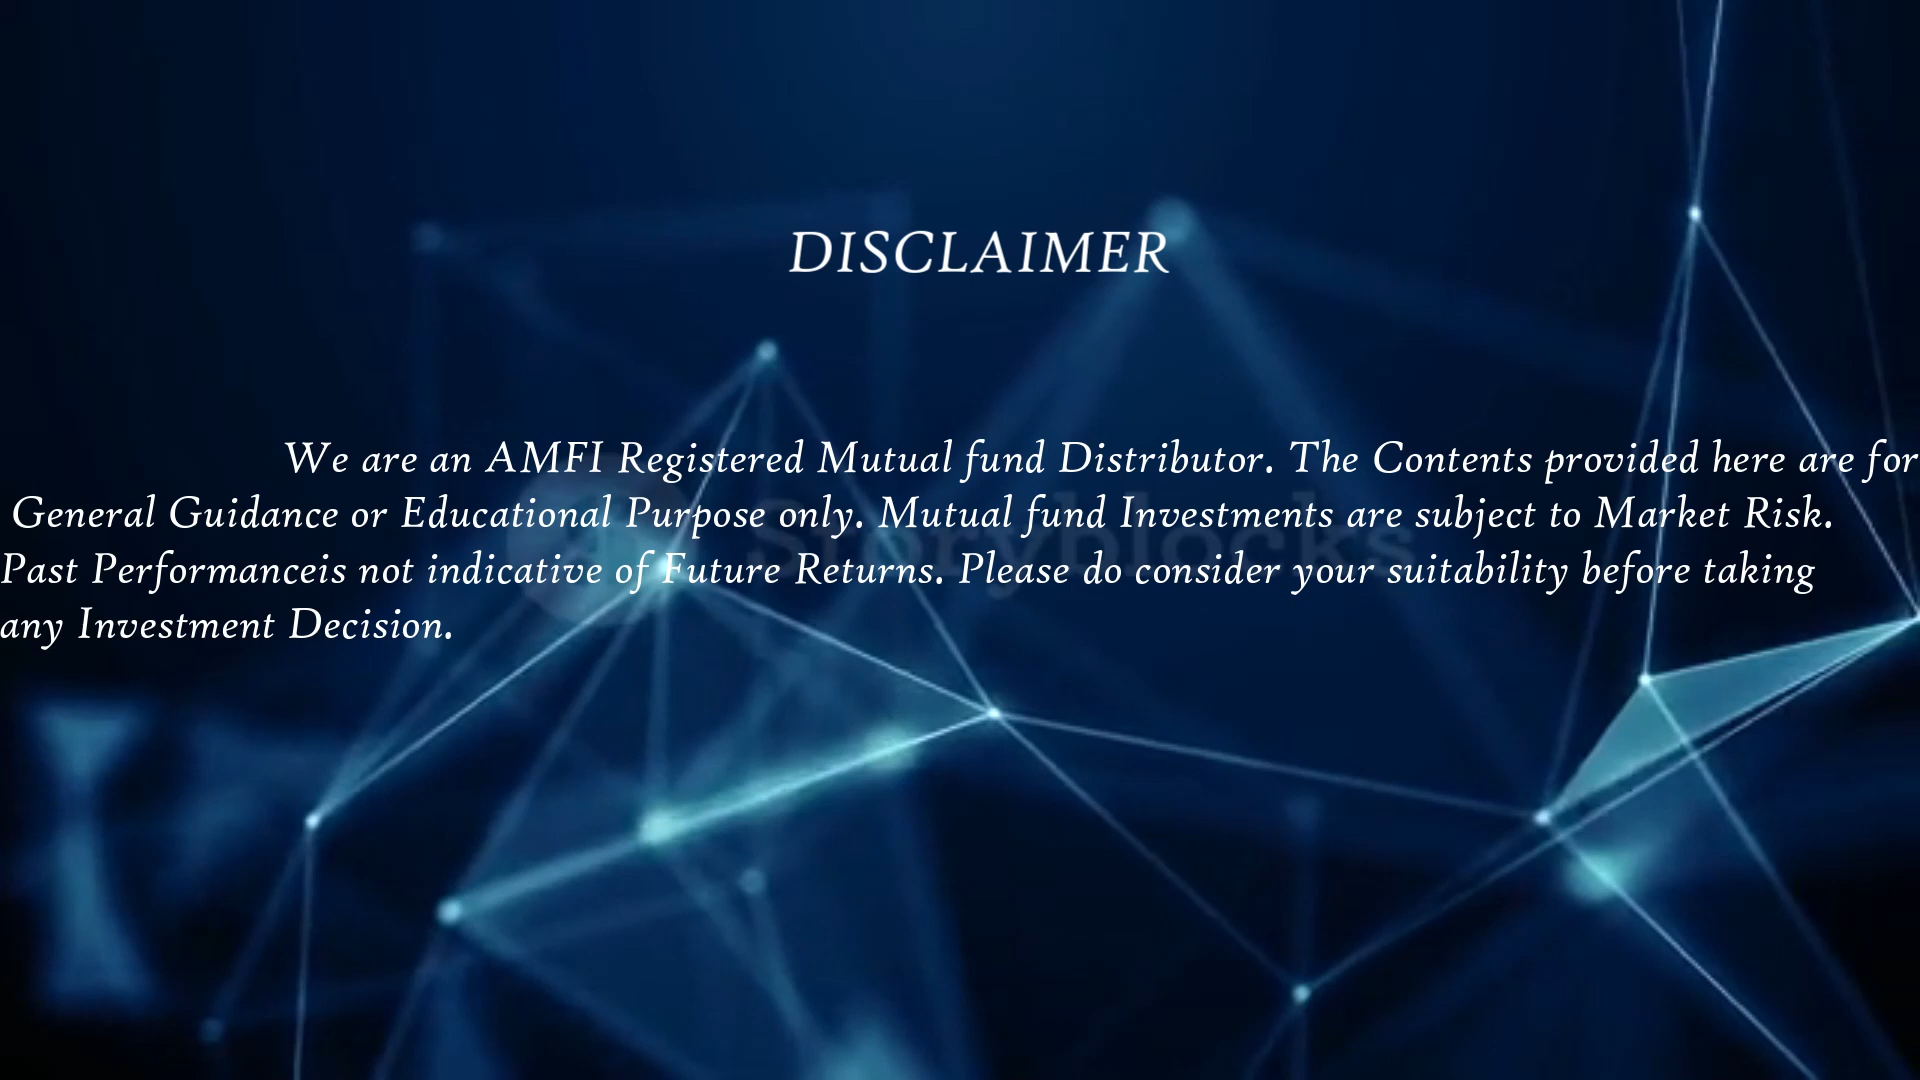 DISCLAIMER
We are an AMFI Registered Mutual fund Distributor. The Contents provided here are for
General Guidance or Educational Purpose only. Mutual fund Investments are subject to Market Risk.
Storyblocks
Past Performanceis not indicative of Future Returns. Please do consider your suitability before taking
any Investment Decision.